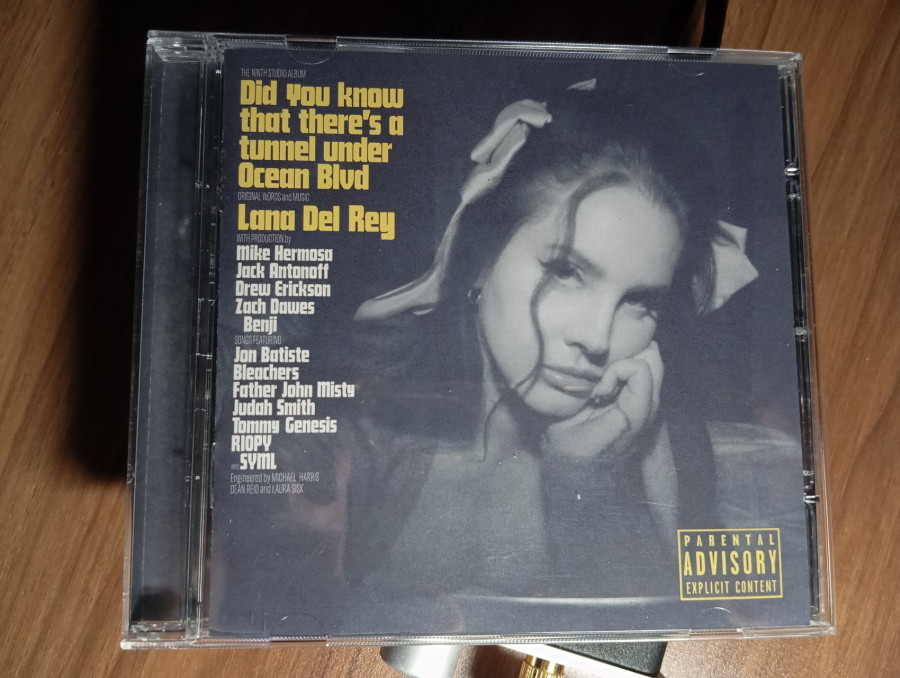 THE NINTH STUDIO ALBUM
Did You know
that there's a
tunnel under
Ocean Blvd
ORIGINAL WORDS and MUSIC
Lana Del Rey
WITH PRODUCTION by
Mike Hermosa
Jack Antonoff
Drew Erickson
Zach Dawes
Benji
SONGS FEATURING
Jon Batiste
Bleachers
Father John Misty
Judah Smith
Tommy Genesis
RIOPY
and SYML
Engineered by MICHAEL HARRIS
DEAN REID and LAURA SISK
PARENTAL
ADVISORY
EXPLICIT CONTENT